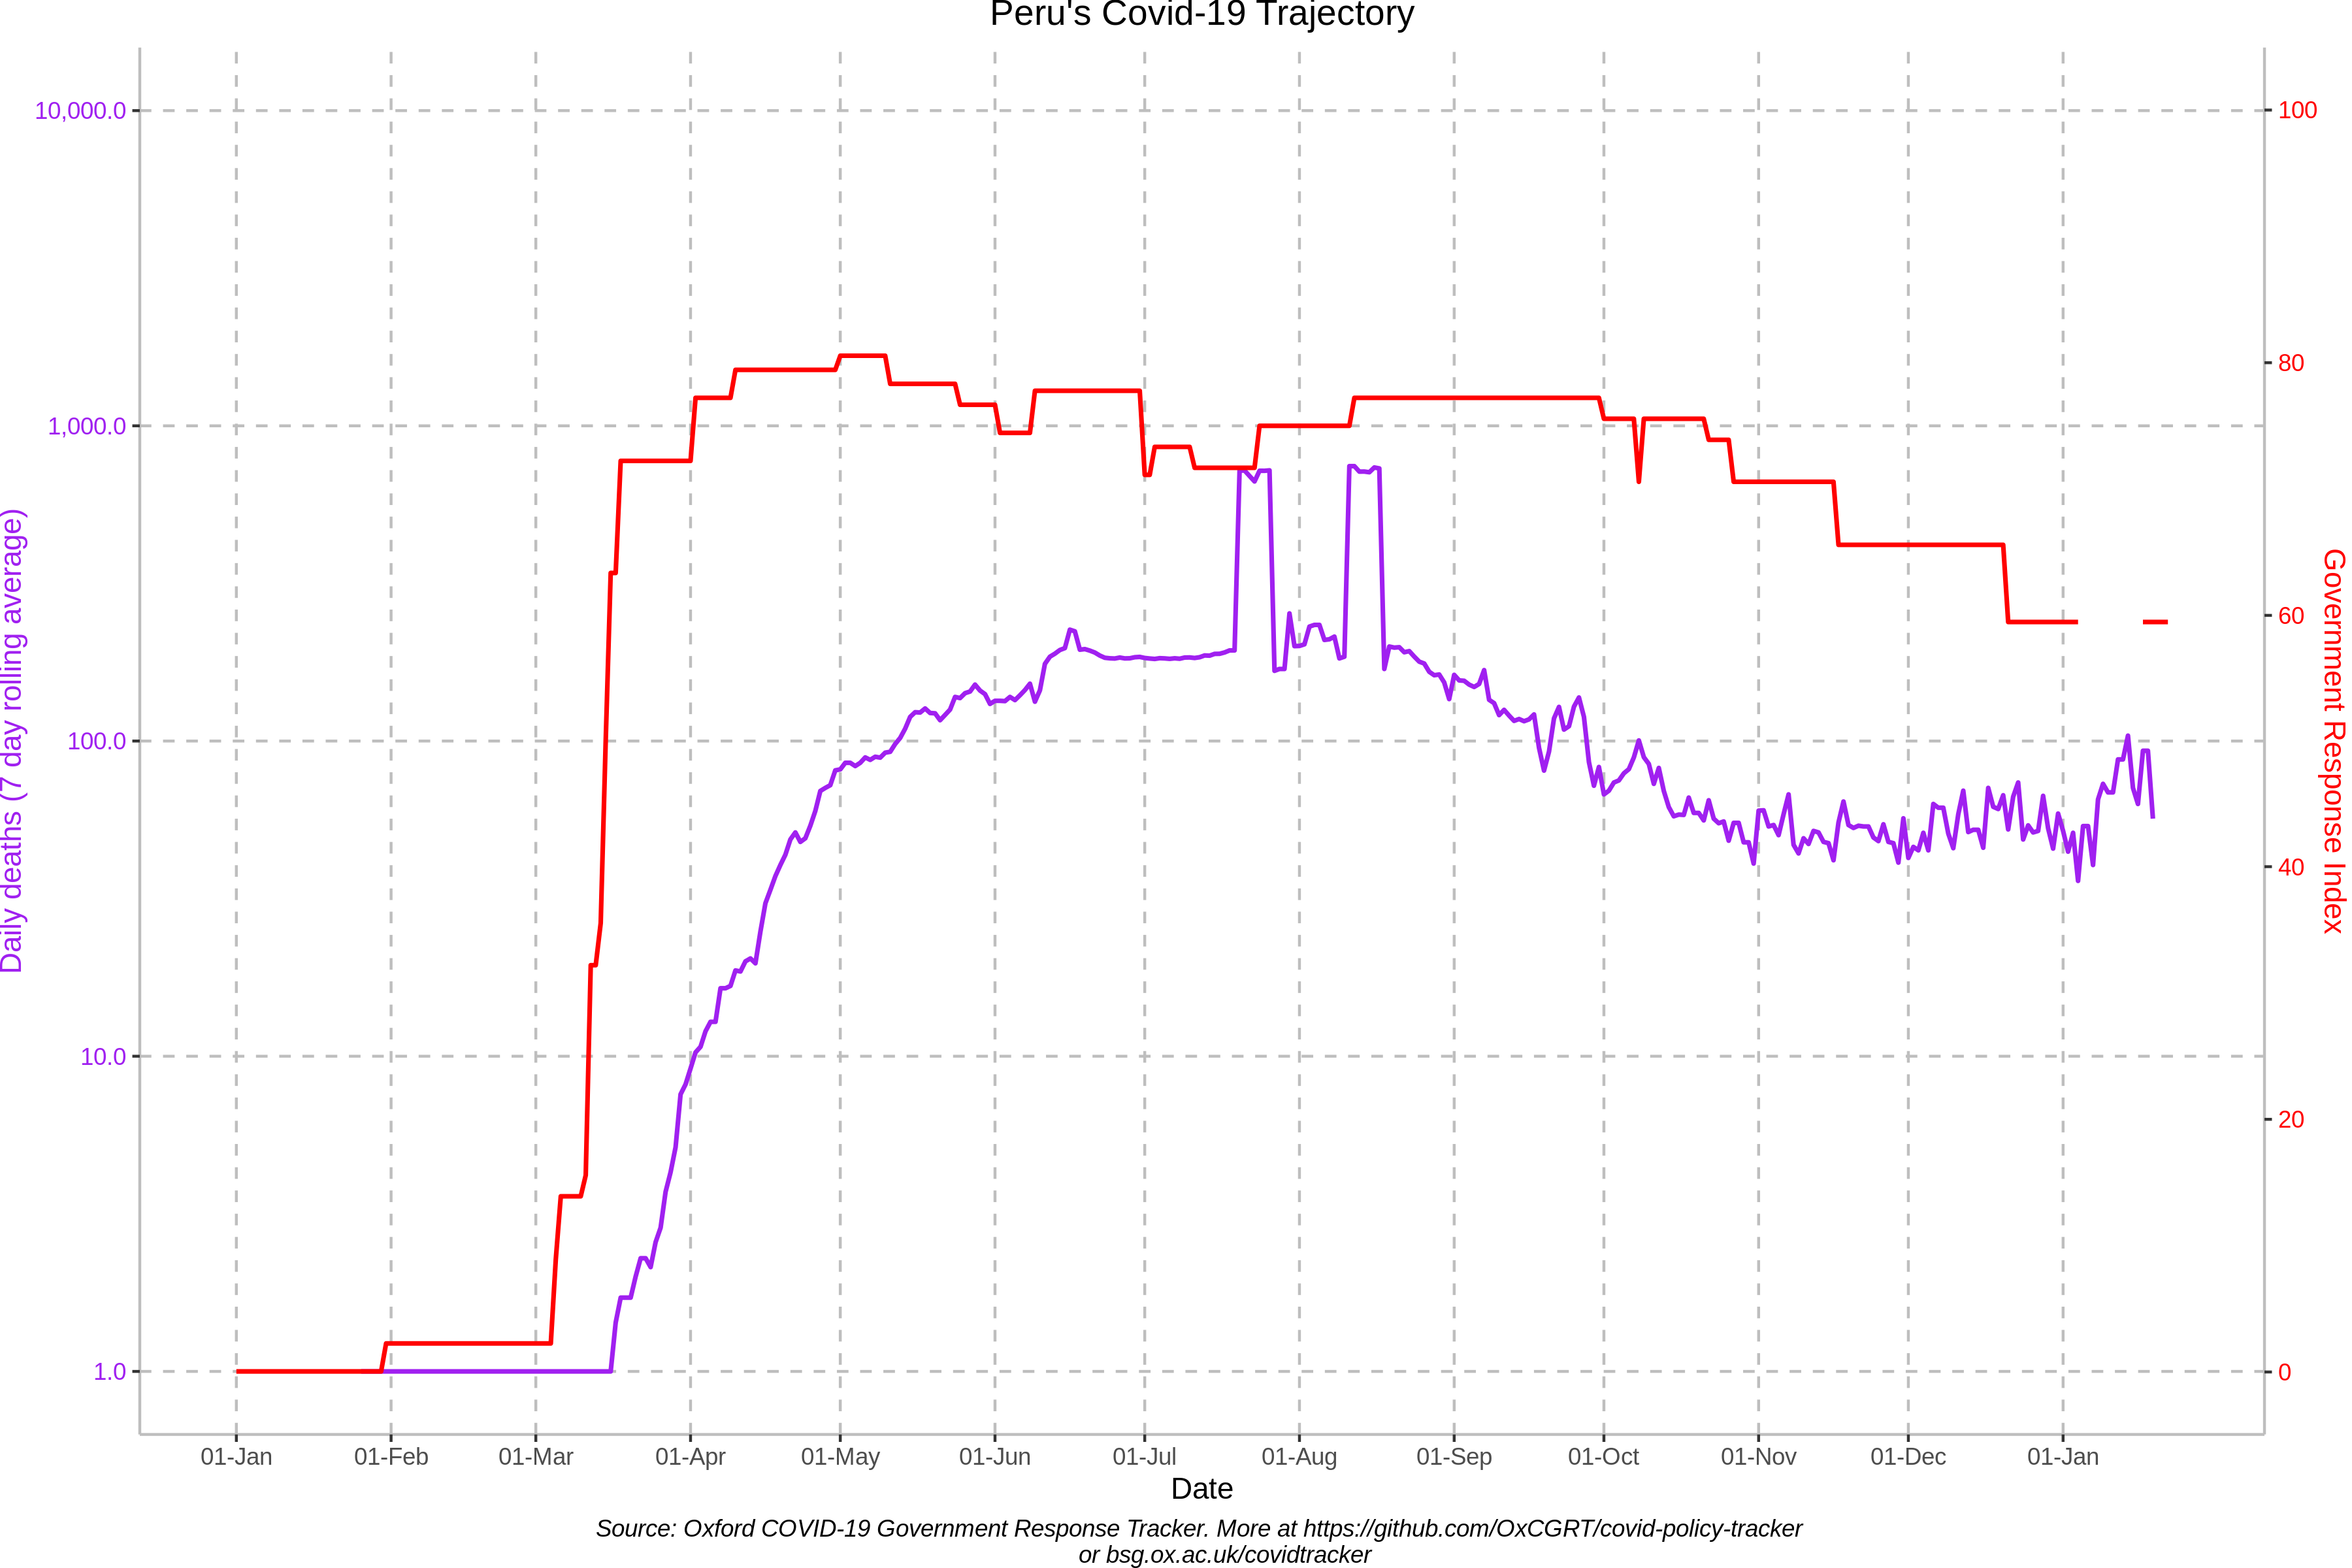 Peru's Covid-19 Trajectory
10,000.0
1,000.0
100.0
10.0
1.0
Daily deaths (7 day rolling average)
100
80
60
40
20
0
Government Response Index
01-Jan
01-Feb
01-Mar
01-Apr
01-May
01-Jun
01-Jul
01-Aug
01-Sep
01-Oct
01-Nov
01-Dec
01-Jan
Date
Source: Oxford COVID-19 Government Response Tracker. More at https://github.com/OxCGRT/covid-policy-tracker
or bsg.ox.ac.uk/covidtracker